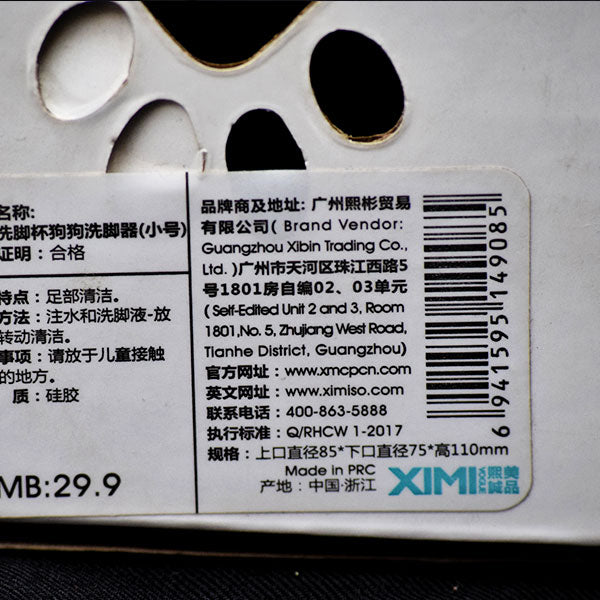 名称:
洗脚杯狗狗洗脚器(小号)
证明：合格
特点：足部清洁。
方法：注水和洗脚液-放
转动清洁。
事项：请放于儿童接触
的地方。
质：硅胶
MB:29.9
品牌商及地址: 广州熙彬贸易
有限公司( Brand Vendor:
Guangzhou Xibin Trading Co.,
Ltd. )广州市天河区珠江西路5
号1801房自编02、03单元
( Self-Edited Unit 2 and 3, Room
1801,No. 5, Zhujiang West Road,
Tianhe District, Guangzhou)
官方网址：www.xmcpcn.com
英文网址：www.ximiso.com
联系电话：400-863-5888
执行标准：Q/RHCW 1-2017
规格：上口直径85*下口直径75*高110mm
Made in PRC
产地：中国·浙江
XIMI VOGUE 熙美诚品
6 941595 149085